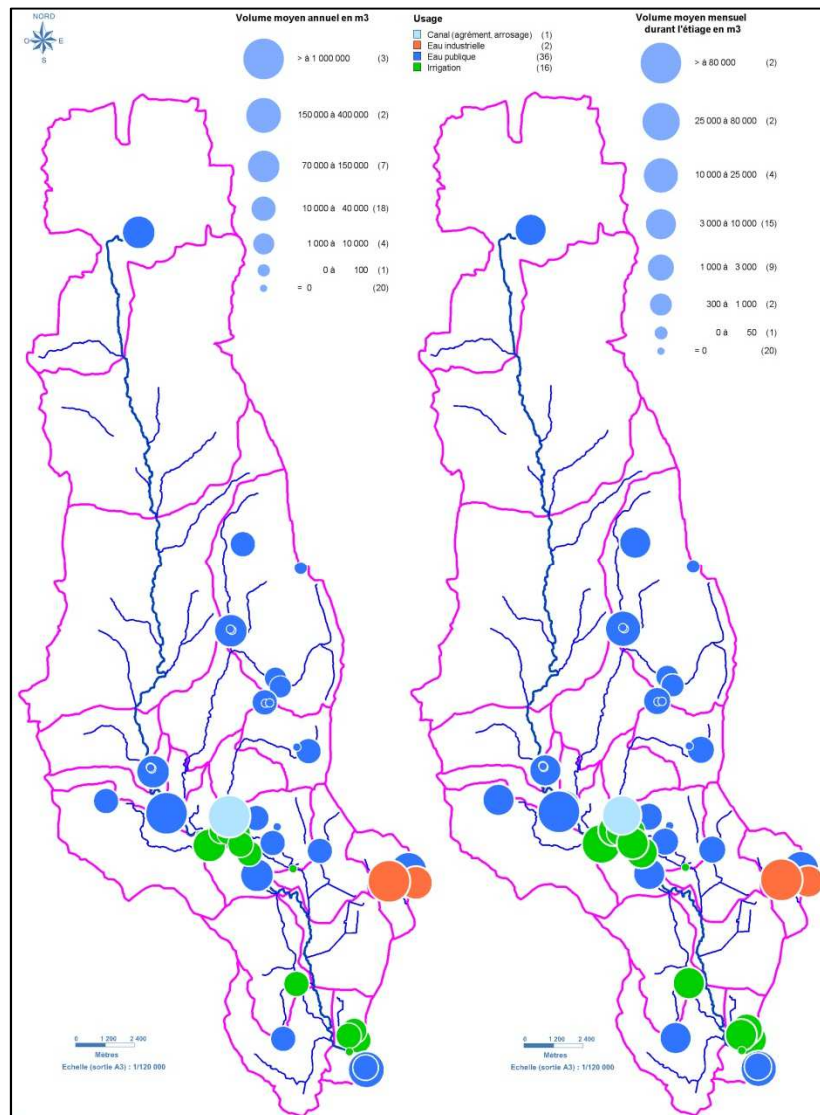 NORD
O
E
S
Volume moyen annuel en m3
> à 1 000 000 (3)
150 000 à 400 000 (2)
70 000 à 150 000 (7)
10 000 à 40 000 (18)
1 000 à 10 000 (4)
0 à 100 (1)
= 0 (20)
Usage
Canal (agrément, arrosage) (1)
Eau industrielle (2)
Eau publique (36)
Irrigation (16)
Volume moyen mensuel
durant l'étiage en m3
> à 80 000 (2)
25 000 à 80 000 (2)
10 000 à 25 000 (4)
3 000 à 10 000 (15)
1 000 à 3 000 (9)
300 à 1 000 (2)
0 à 50 (1)
= 0 (20)
0 1 200 2 400
Mètres
Echelle (sortie A3) : 1/120 000
0 1 200 2 400
Mètres
Echelle (sortie A3) : 1/120 000